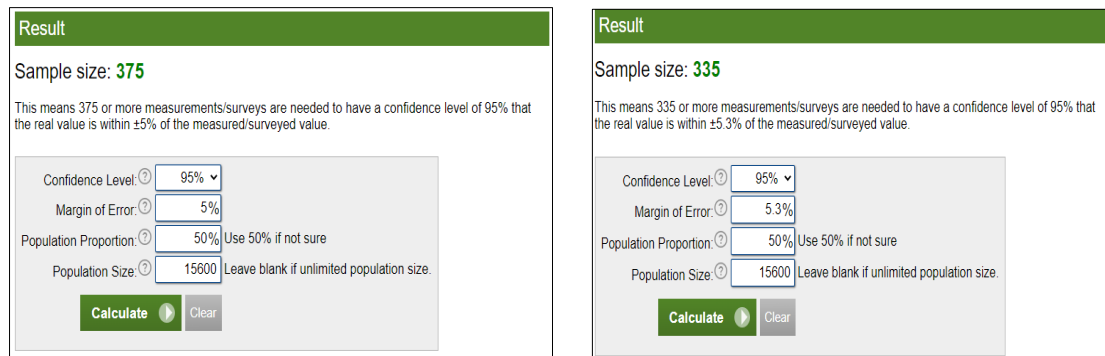 Result
Sample size: 375
This means 375 or more measurements/surveys are needed to have a confidence level of 95% that
the real value is within ±5% of the measured/surveyed value.
Confidence Level: ? 95%
Margin of Error: ? 5%
Population Proportion: ? 50% Use 50% if not sure
Population Size: ? 15600 Leave blank if unlimited population size.
Calculate Clear
Result
Sample size: 335
This means 335 or more measurements/surveys are needed to have a confidence level of 95% that
the real value is within ±5.3% of the measured/surveyed value.
Confidence Level: ? 95%
Margin of Error: ? 5.3%
Population Proportion: ? 50% Use 50% if not sure
Population Size: ? 15600 Leave blank if unlimited population size.
Calculate Clear